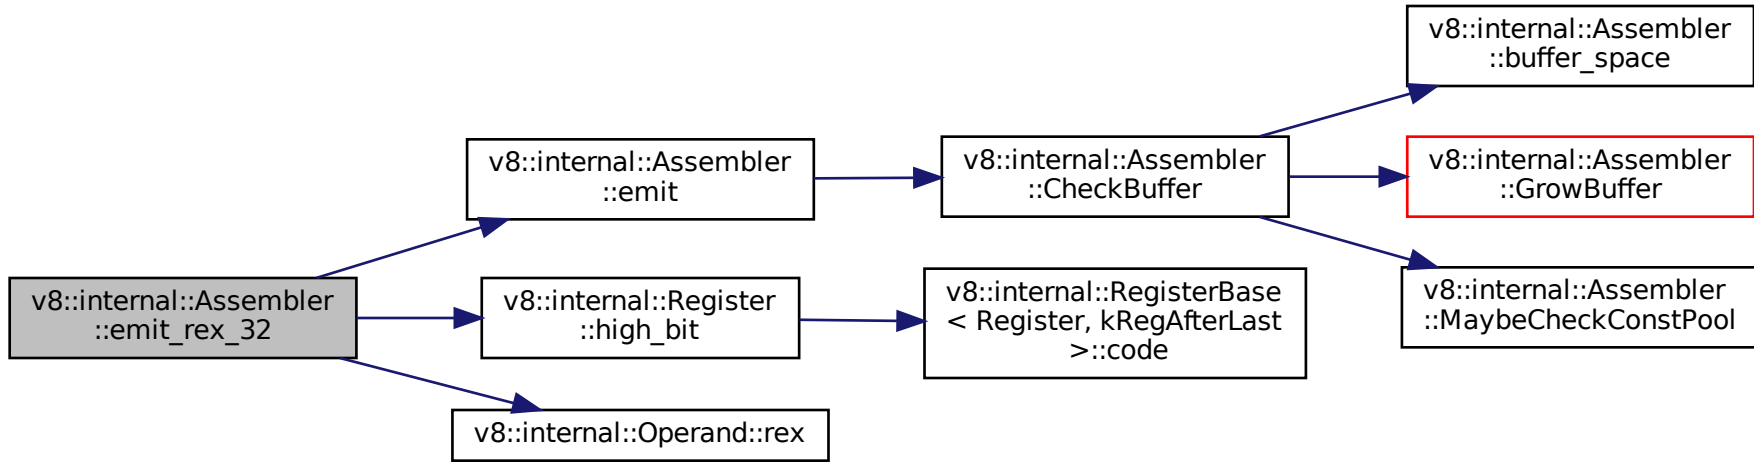 v8::internal::Assembler
::emit_rex_32
v8::internal::Assembler
::emit
v8::internal::Register
::high_bit
v8::internal::Operand::rex
v8::internal::Assembler
::CheckBuffer
v8::internal::RegisterBase
< Register, kRegAfterLast
>::code
v8::internal::Assembler
::buffer_space
v8::internal::Assembler
::GrowBuffer
v8::internal::Assembler
::MaybeCheckConstPool